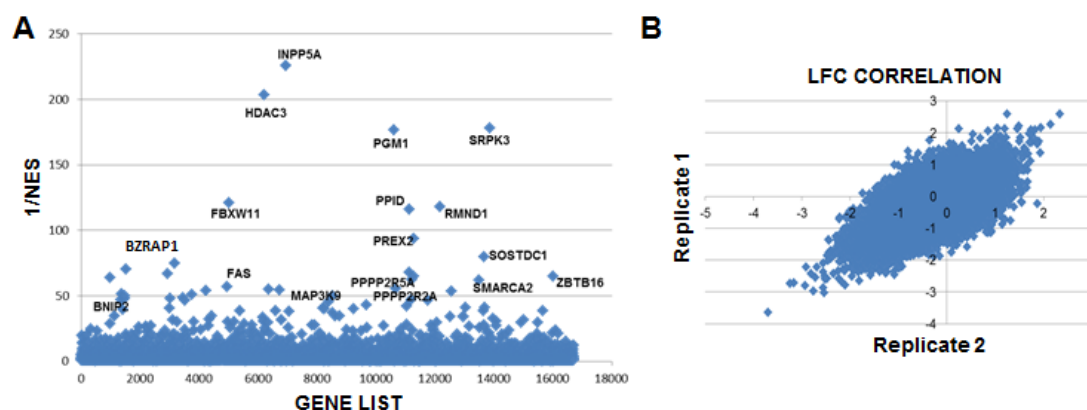 A
250
200
150
100
50
0
1/NES
INPP5A
HDAC3
PGM1
SRPK3
FBXW11
PPID
RMND1
PREX2
BZRAP1
SOSTDC1
FAS
PPPP2R5A
ZBTB16
SMARCA2
MAP3K9
PPPP2R2A
BNIP2
0 2000 4000 6000 8000 10000 12000 14000 16000 18000
GENE LIST
B
LFC CORRELATION
3
2
1
0
-5 -4 -3 -2 -1 0 1 2
-1
-2
-3
-4
Replicate 1
Replicate 2